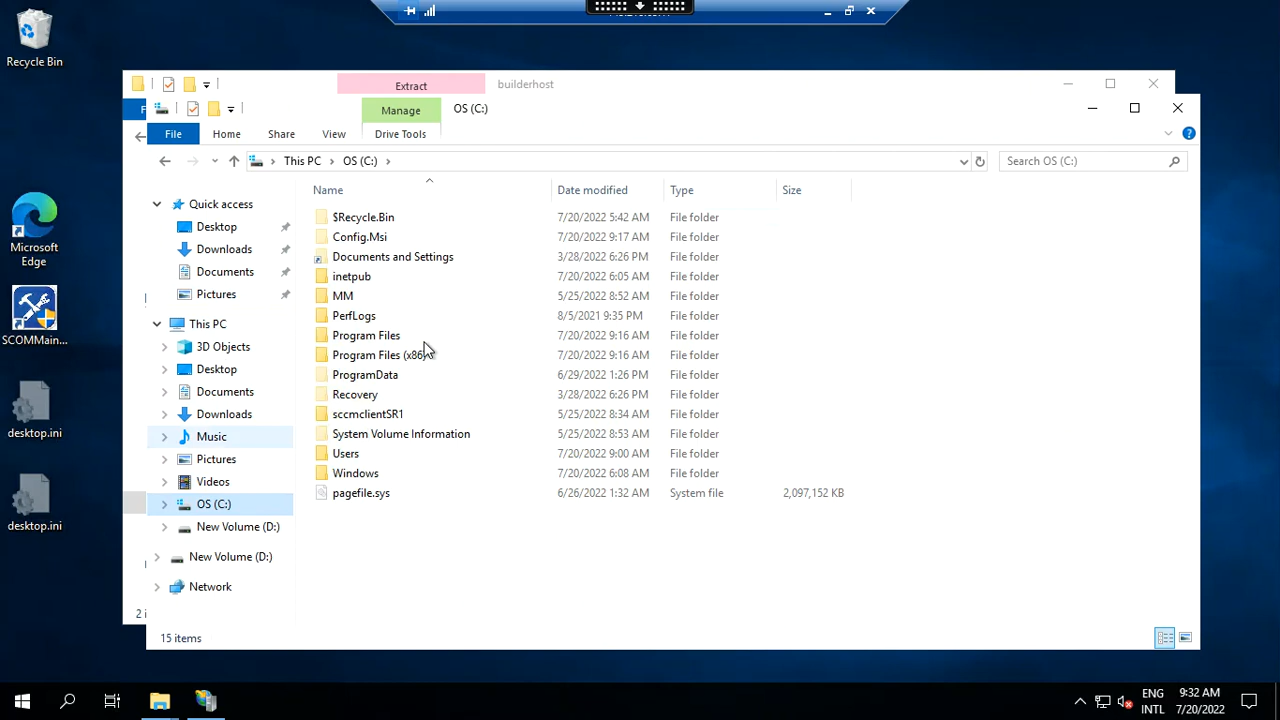 Recycle Bin
Microsoft
Edge
SCOMMain...
desktop.ini
desktop.ini
Extract
builderhost
Manage
OS (C:)
File
Home
Share
View
Drive Tools
This PC
OS (C:)
Search OS (C:)
Name
Date modified
Type
Size
Quick access
Desktop
Downloads
Documents
Pictures
This PC
3D Objects
Desktop
Documents
Downloads
Music
Pictures
Videos
OS (C:)
New Volume (D:)
New Volume (D:)
Network
$Recycle.Bin 7/20/2022 5:42 AM File folder
Config.Msi 7/20/2022 9:17 AM File folder
Documents and Settings 3/28/2022 6:26 PM File folder
inetpub 7/20/2022 6:05 AM File folder
MM 5/25/2022 8:52 AM File folder
PerfLogs 8/5/2021 9:35 PM File folder
Program Files 7/20/2022 9:16 AM File folder
Program Files (x86) 7/20/2022 9:16 AM File folder
ProgramData 6/29/2022 1:26 PM File folder
Recovery 3/28/2022 6:26 PM File folder
sccmclientSR1 5/25/2022 8:34 AM File folder
System Volume Information 5/25/2022 8:53 AM File folder
Users 7/20/2022 9:00 AM File folder
Windows 7/20/2022 6:08 AM File folder
pagefile.sys 6/26/2022 1:32 AM System file 2,097,152 KB
15 items
ENG
INTL
9:32 AM
7/20/2022